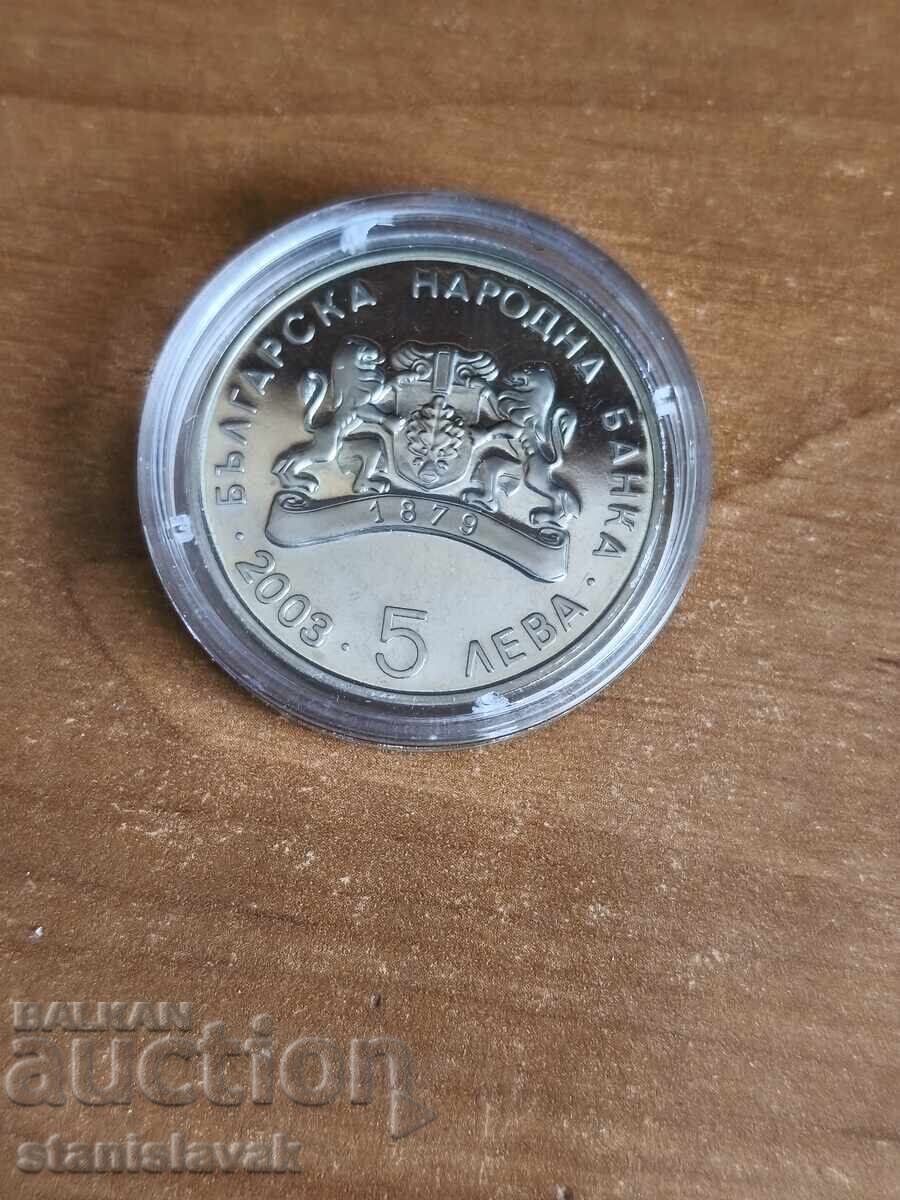 БЪЛГАРСКА НАРОДНА БАНКА
1879
· 2003 · 5 ЛЕВА ·
BALKAN
auction
stanislavak